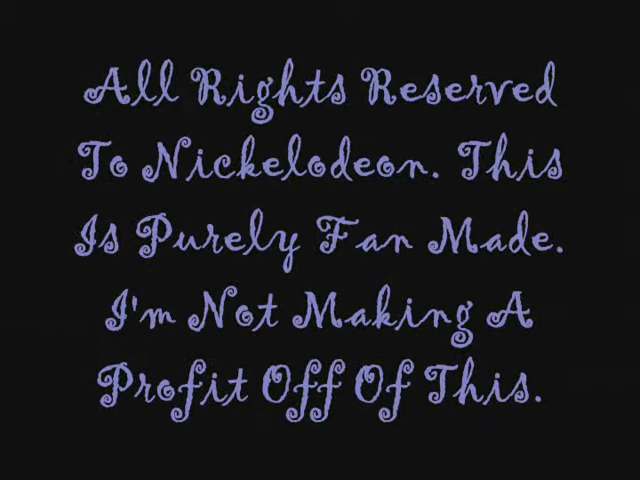 All Rights Reserved
To Nickelodeon. This
Is Purely Fan Made.
I'm Not Making A
Profit Off Of This.